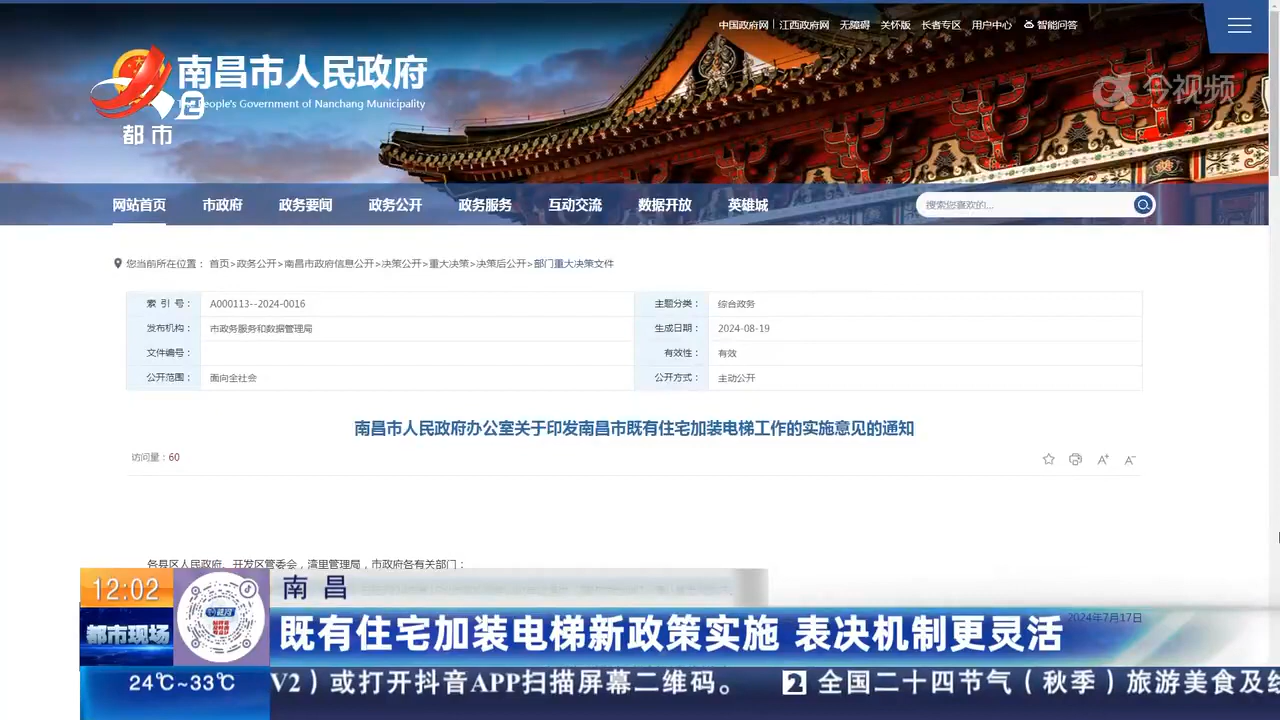 中国政府网 | 江西政府网 无障碍 关怀版 长者专区 用户中心 智能问答
南昌市人民政府
The People's Government of Nanchang Municipality
都市
今视频
网站首页 市政府 政务要闻 政务公开 政务服务 互动交流 数据开放 英雄城
搜索您喜欢的...
您当前所在位置： 首页>政务公开>南昌市政府信息公开>决策公开>重大决策>决策后公开>部门重大决策文件
索 引 号： A000113--2024-0016 主题分类： 综合政务
发布机构： 市政务服务和数据管理局 生成日期： 2024-08-19
文件编号： 有效性： 有效
公开范围： 面向全社会 公开方式： 主动公开
南昌市人民政府办公室关于印发南昌市既有住宅加装电梯工作的实施意见的通知
访问量：60
A+ A-
各县区人民政府、开发区管委会，湾里管理局，市政府各有关部门：
12:02
南昌
2024年7月17日
都市现场
既有住宅加装电梯新政策实施 表决机制更灵活
24℃~33℃
V2）或打开抖音APP扫描屏幕二维码。 2 全国二十四节气（秋季）旅游美食及